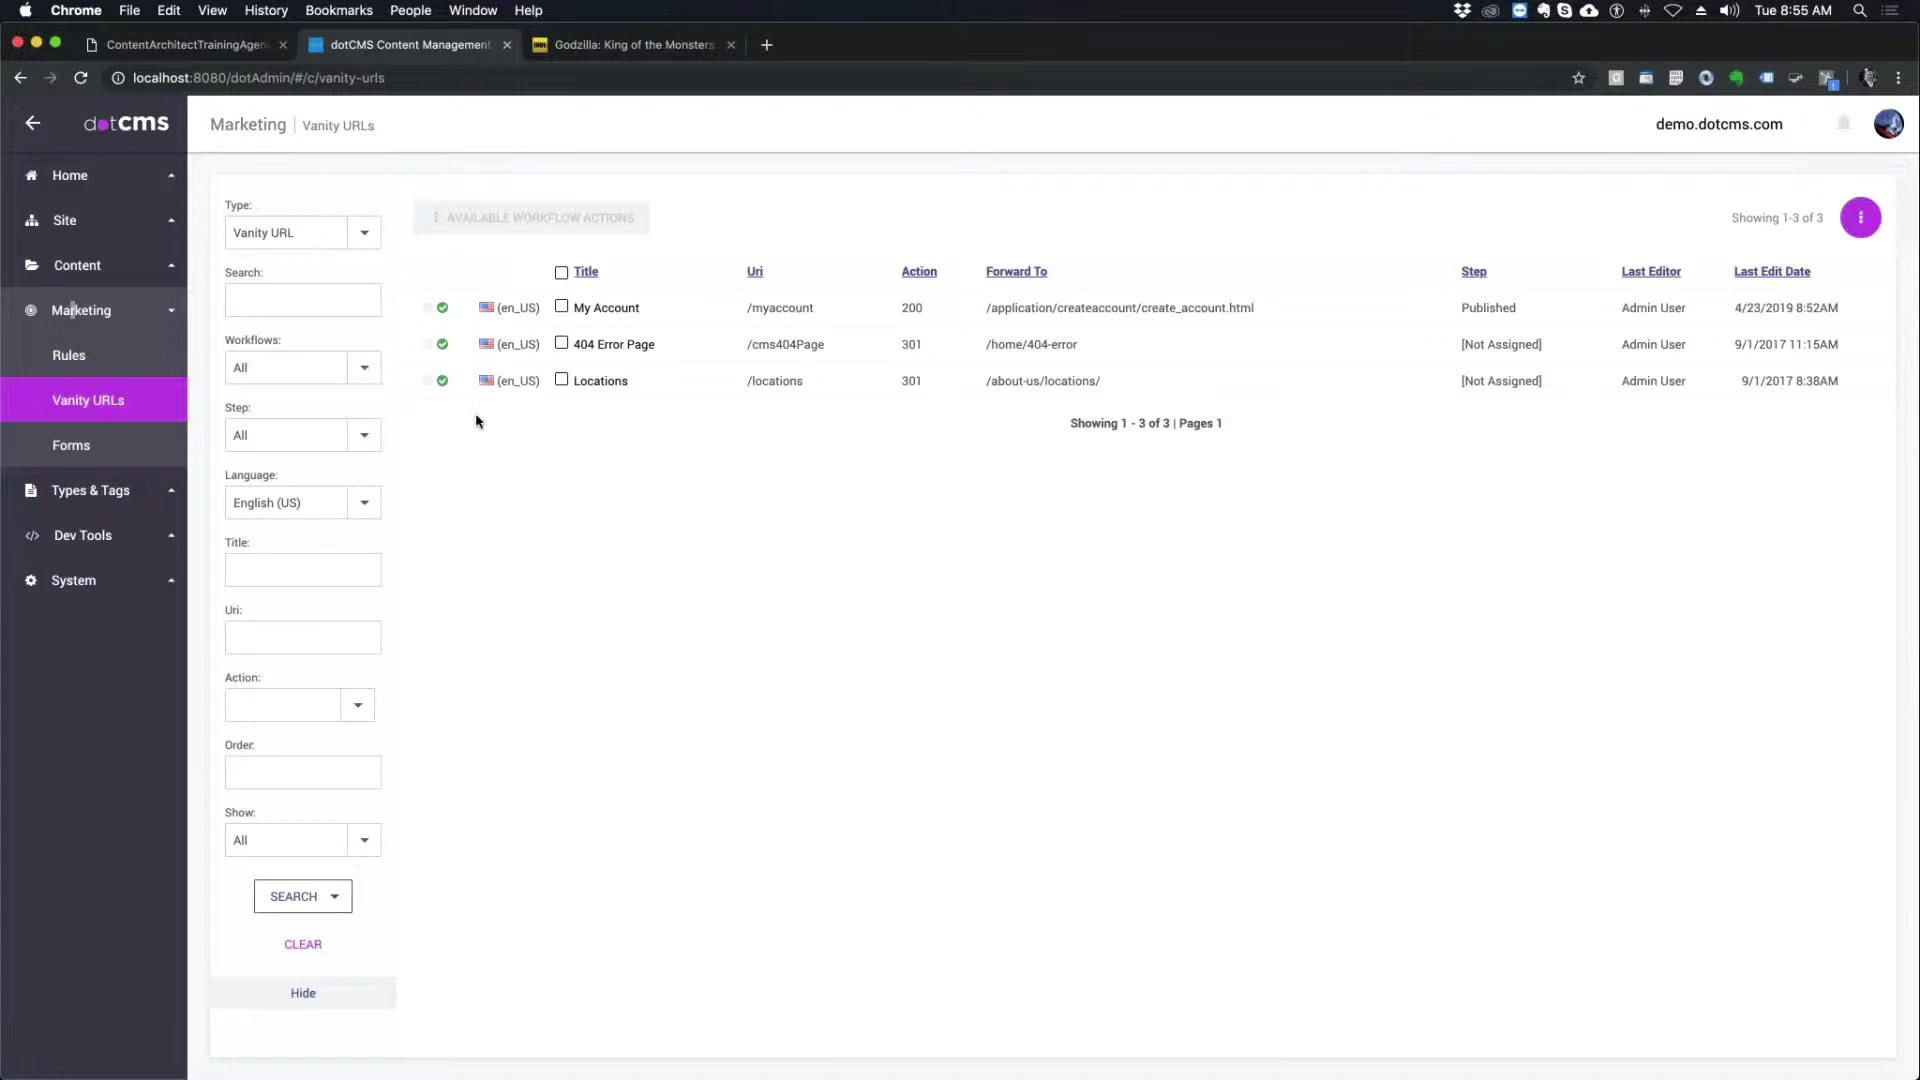 Chrome File Edit View History Bookmarks People Window Help Tue 8:55 AM
ContentArchitectTrainingAgen dotCMS Content Management Godzilla: King of the Monsters
localhost:8080/dotAdmin/#/c/vanity-urls
dotCMS
Marketing | Vanity URLs
demo.dotcms.com
Home
Site
Content
Marketing
Rules
Vanity URLs
Forms
Types & Tags
Dev Tools
System
Type:
Vanity URL
Search:
Workflows:
All
Step:
All
Language:
English (US)
Title:
Uri:
Action:
Order:
Show:
All
SEARCH
CLEAR
Hide
AVAILABLE WORKFLOW ACTIONS
Showing 1-3 of 3
Title Uri Action Forward To Step Last Editor Last Edit Date
(en_US) My Account /myaccount 200 /application/createaccount/create_account.html Published Admin User 4/23/2019 8:52AM
(en_US) 404 Error Page /cms404Page 301 /home/404-error [Not Assigned] Admin User 9/1/2017 11:15AM
(en_US) Locations /locations 301 /about-us/locations/ [Not Assigned] Admin User 9/1/2017 8:38AM
Showing 1 - 3 of 3 | Pages 1